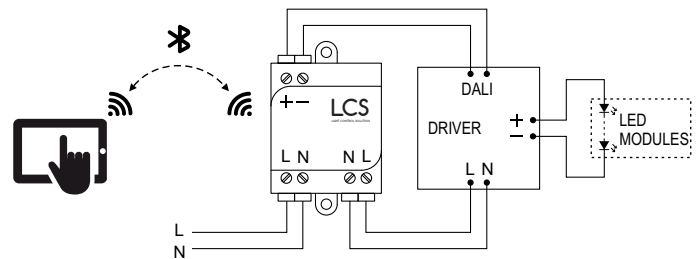 + −
LCS
L N
N L
L
N
DALI
DRIVER
+
−
L N
LED
MODULES